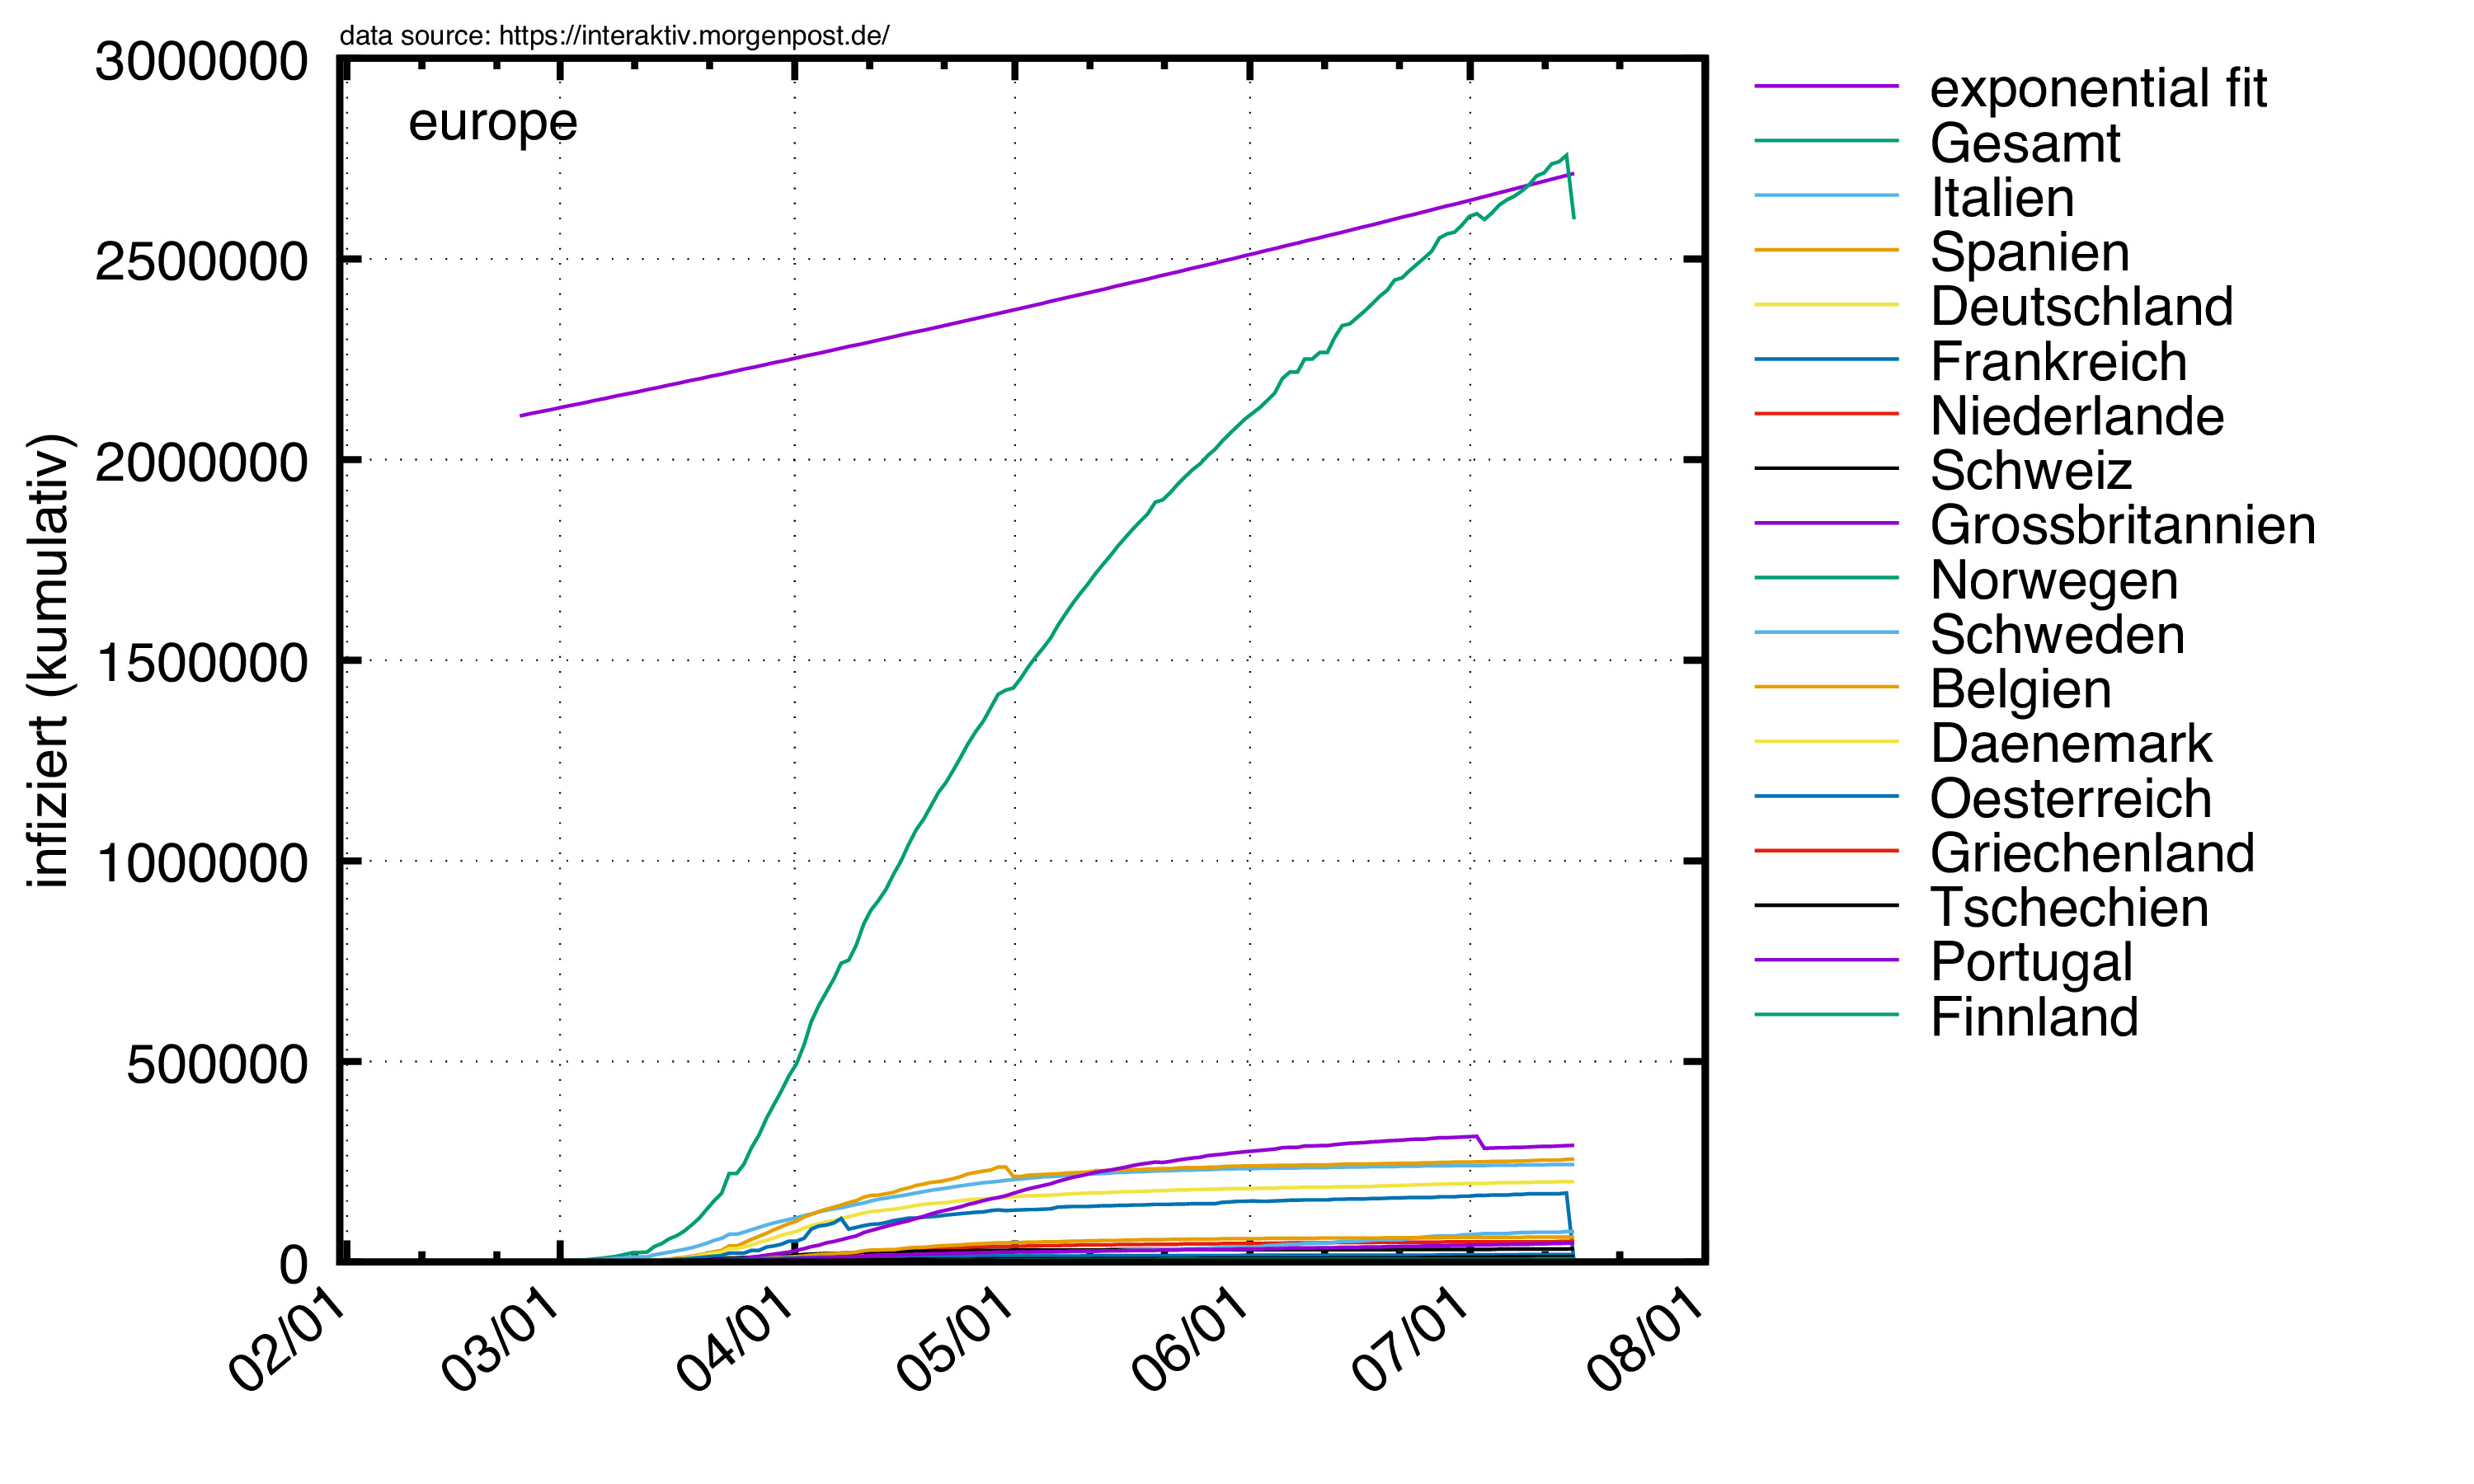 data source: https://interaktiv.morgenpost.de/
3000000
2500000
2000000
1500000
1000000
500000
0
infiziert (kumulativ)
europe
02/01
03/01
04/01
05/01
06/01
07/01
08/01
exponential fit
Gesamt
Italien
Spanien
Deutschland
Frankreich
Niederlande
Schweiz
Grossbritannien
Norwegen
Schweden
Belgien
Daenemark
Oesterreich
Griechenland
Tschechien
Portugal
Finnland